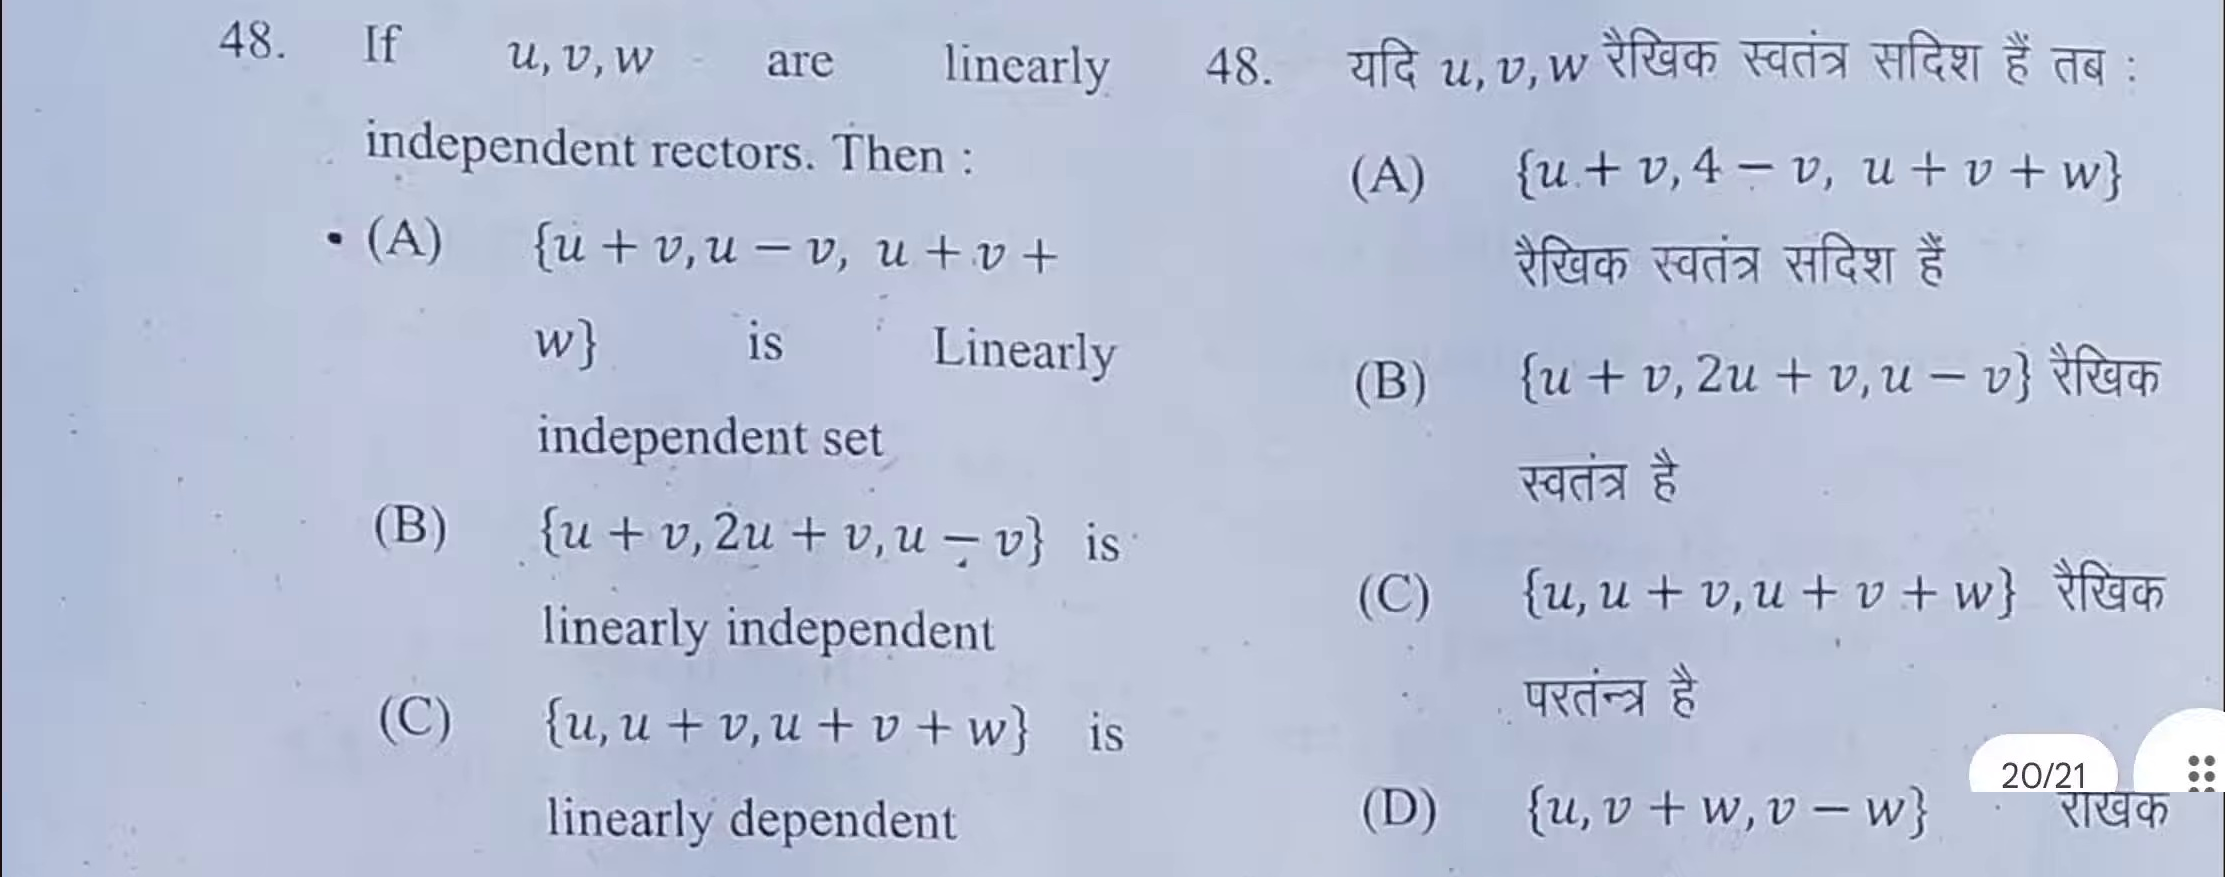 48. If u, v, w are linearly
independent rectors. Then :
(A) {u + v, u − v, u + v +
w} is Linearly
independent set
(B) {u + v, 2u + v, u − v} is
linearly independent
(C) {u, u + v, u + v + w} is
linearly dependent
48. यदि u, v, w रैखिक स्वतंत्र सदिश हैं तब :
(A) {u + v, 4 − v, u + v + w}
रैखिक स्वतंत्र सदिश हैं
(B) {u + v, 2u + v, u − v} रैखिक
स्वतंत्र है
(C) {u, u + v, u + v + w} रैखिक
परतंन्त्र है
(D) {u, v + w, v − w} रैखिक
20/21